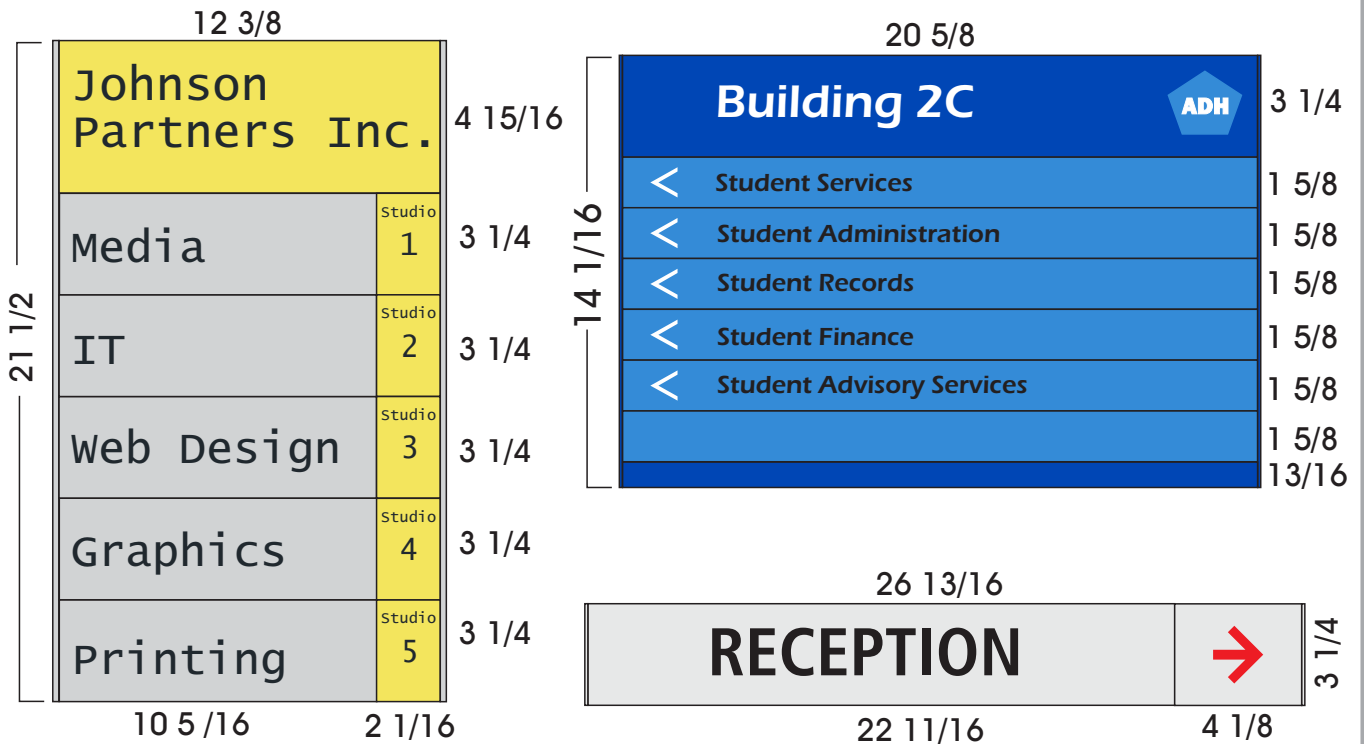 12 3/8
Johnson
Partners Inc.
4 15/16
21 1/2
Media
Studio
1
3 1/4
IT
Studio
2
3 1/4
Web Design
Studio
3
3 1/4
Graphics
Studio
4
3 1/4
Printing
Studio
5
3 1/4
10 5 /16
2 1/16
20 5/8
Building 2C
ADH
3 1/4
14 1/16
< Student Services
1 5/8
< Student Administration
1 5/8
< Student Records
1 5/8
< Student Finance
1 5/8
< Student Advisory Services
1 5/8
1 5/8
13/16
26 13/16
RECEPTION →
3 1/4
22 11/16
4 1/8